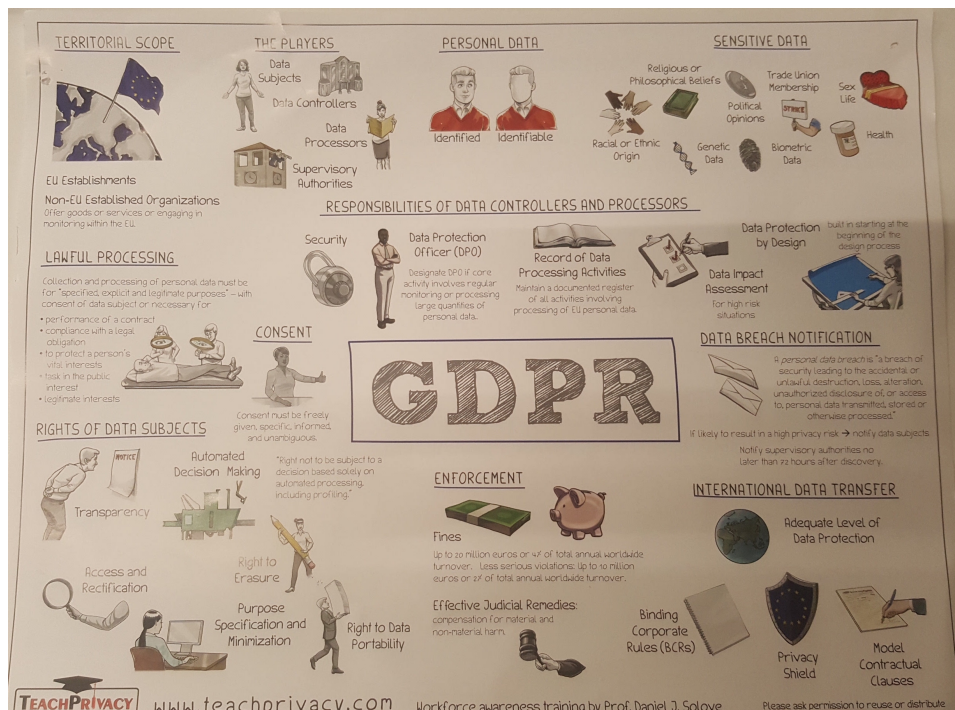 TERRITORIAL SCOPE
EU Establishments
Non-EU Established Organizations
Offer goods or services or engaging in
monitoring within the EU.
THE PLAYERS
Data
Subjects
Data Controllers
Data
Processors
Supervisory
Authorities
PERSONAL DATA
Identified
Identifiable
SENSITIVE DATA
Religious or
Philosophical Beliefs
Trade Union
Membership
Sex
Life
Political
Opinions
STRIKE
Racial or Ethnic
Origin
Genetic
Data
Biometric
Data
Health
RESPONSIBILITIES OF DATA CONTROLLERS AND PROCESSORS
Security
Data Protection
Officer (DPO)
Designate DPO if core
activity involves regular
monitoring or processing
large quantities of
personal data.
Record of Data
Processing Activities
Maintain a documented register
of all activities involving
processing of EU personal data.
Data Protection
by Design
built in starting at the
beginning of the
design process
Data Impact
Assessment
for high risk
situations
LAWFUL PROCESSING
Collection and processing of personal data must be
for "specified, explicit and legitimate purposes" – with
consent of data subject or necessary for
• performance of a contract
• compliance with a legal
obligation
• to protect a person's
vital interests
• task in the public
interest
• legitimate interests
CONSENT
Consent must be freely
given, specific, informed,
and unambiguous.
GDPR
DATA BREACH NOTIFICATION
A personal data breach is "a breach of
security leading to the accidental or
unlawful destruction, loss, alteration,
unauthorized disclosure of, or access
to, personal data transmitted, stored or
otherwise processed."
If likely to result in a high privacy risk → notify data subjects
Notify supervisory authorities no
later than 72 hours after discovery.
RIGHTS OF DATA SUBJECTS
NOTICE
Transparency
Automated
Decision Making
"Right not to be subject to a
decision based solely on
automated processing,
including profiling."
Right to
Erasure
Access and
Rectification
Purpose
Specification and
Minimization
Right to Data
Portability
ENFORCEMENT
Fines
Up to 20 million euros or 4% of total annual worldwide
turnover. Less serious violations: Up to 10 million
euros or 2% of total annual worldwide turnover.
Effective Judicial Remedies:
compensation for material and
non-material harm.
INTERNATIONAL DATA TRANSFER
Adequate Level of
Data Protection
Binding
Corporate
Rules (BCRs)
Privacy
Shield
Model
Contractual
Clauses
TEACHPRIVACY
www.teachprivacy.com
Workforce awareness training by Prof. Daniel J. Solove
Please ask permission to reuse or distribute